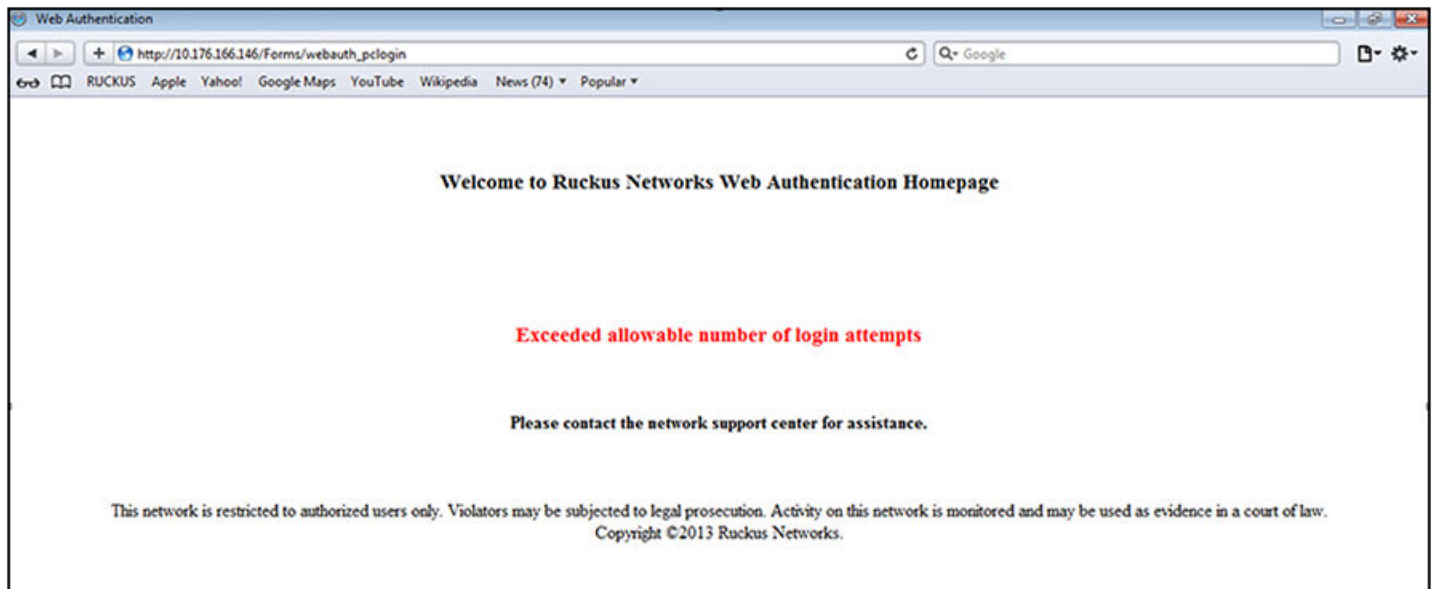 Web Authentication
http://10.176.166.146/Forms/webauth_pclogin
Google
RUCKUS Apple Yahoo! Google Maps YouTube Wikipedia News (74) Popular
Welcome to Ruckus Networks Web Authentication Homepage
Exceeded allowable number of login attempts
Please contact the network support center for assistance.
This network is restricted to authorized users only. Violators may be subjected to legal prosecution. Activity on this network is monitored and may be used as evidence in a court of law.
Copyright ©2013 Ruckus Networks.